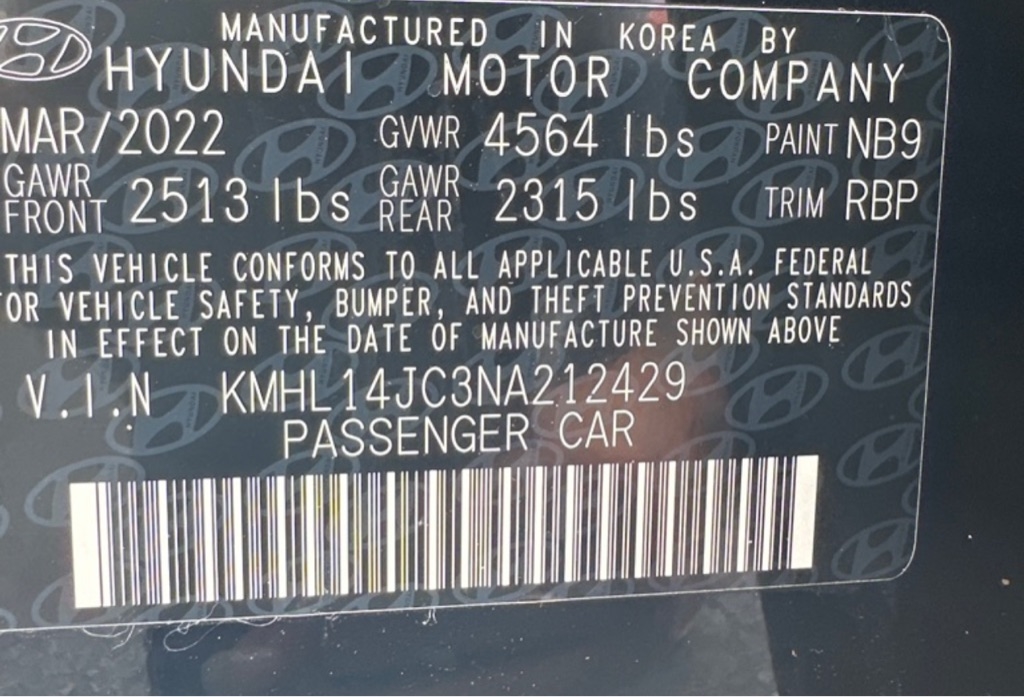 MANUFACTURED IN KOREA BY
HYUNDAI MOTOR COMPANY
MAR/2022 GVWR 4564 lbs PAINT NB9
GAWR FRONT 2513 lbs GAWR REAR 2315 lbs TRIM RBP
THIS VEHICLE CONFORMS TO ALL APPLICABLE U.S.A. FEDERAL
OR VEHICLE SAFETY, BUMPER, AND THEFT PREVENTION STANDARDS
IN EFFECT ON THE DATE OF MANUFACTURE SHOWN ABOVE
V.I.N KMHL14JC3NA212429
PASSENGER CAR